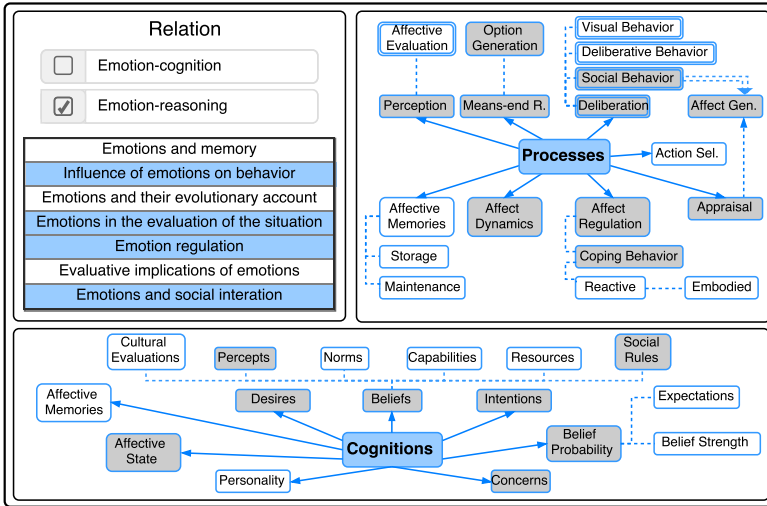 Relation
Emotion-cognition
Emotion-reasoning
Emotions and memory
Influence of emotions on behavior
Emotions and their evolutionary account
Emotions in the evaluation of the situation
Emotion regulation
Evaluative implications of emotions
Emotions and social interation
Affective
Evaluation
Option
Generation
Visual Behavior
Deliberative Behavior
Social Behavior
Perception
Means-end R.
Deliberation
Affect Gen.
Processes
Action Sel.
Affective
Memories
Affect
Dynamics
Affect
Regulation
Appraisal
Storage
Coping Behavior
Maintenance
Reactive
Embodied
Cultural
Evaluations
Percepts
Norms
Capabilities
Resources
Social
Rules
Affective
Memories
Desires
Beliefs
Intentions
Expectations
Affective
State
Cognitions
Belief
Probability
Belief Strength
Personality
Concerns